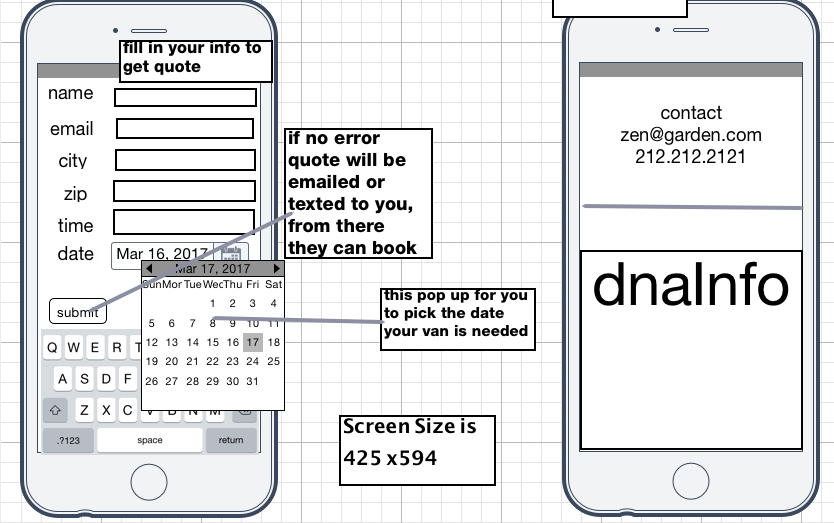 fill in your info to
get quote
name
email
city
zip
time
date
Mar 16, 2017
Mar 17, 2017
Sun Mor Tue Wec Thu Fri Sat
1 2 3 4
5 6 7 8 9 10 11
12 13 14 15 16 17 18
19 20 21 22 23 24 25
26 27 28 29 30 31
submit
Q W E R T
A S D F
Z X C V B N M
.?123 space return
if no error
quote will be
emailed or
texted to you,
from there
they can book
this pop up for you
to pick the date
your van is needed
Screen Size is
425 x594
contact
zen@garden.com
212.212.2121
dnaInfo